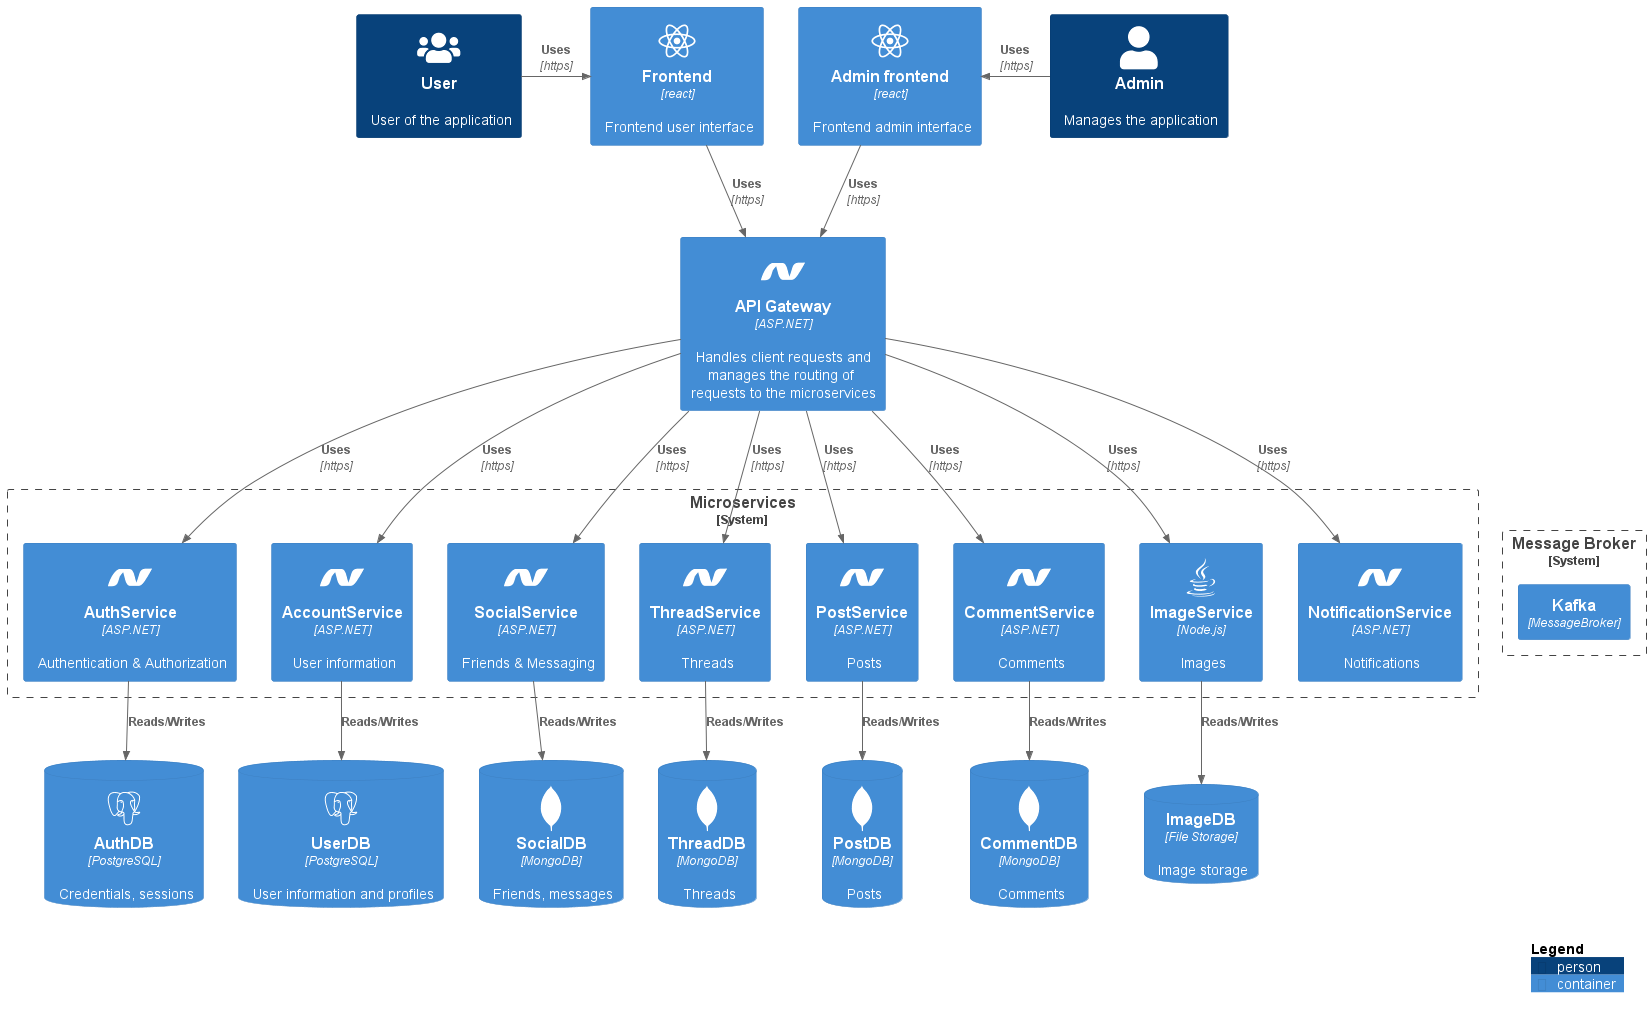 User
User of the application
Uses
[https]
Frontend
[react]
Frontend user interface
Admin frontend
[react]
Frontend admin interface
Uses
[https]
Admin
Manages the application
Uses
[https]
Uses
[https]
API Gateway
[ASP.NET]
Handles client requests and
manages the routing of
requests to the microservices
Uses
[https]
Uses
[https]
Uses
[https]
Uses
[https]
Uses
[https]
Uses
[https]
Uses
[https]
Uses
[https]
Microservices
[System]
AuthService
[ASP.NET]
Authentication & Authorization
AccountService
[ASP.NET]
User information
SocialService
[ASP.NET]
Friends & Messaging
ThreadService
[ASP.NET]
Threads
PostService
[ASP.NET]
Posts
CommentService
[ASP.NET]
Comments
ImageService
[Node.js]
Images
NotificationService
[ASP.NET]
Notifications
Message Broker
[System]
Kafka
[MessageBroker]
Reads/Writes
Reads/Writes
Reads/Writes
Reads/Writes
Reads/Writes
Reads/Writes
Reads/Writes
AuthDB
[PostgreSQL]
Credentials, sessions
UserDB
[PostgreSQL]
User information and profiles
SocialDB
[MongoDB]
Friends, messages
ThreadDB
[MongoDB]
Threads
PostDB
[MongoDB]
Posts
CommentDB
[MongoDB]
Comments
ImageDB
[File Storage]
Image storage
Legend
person
container